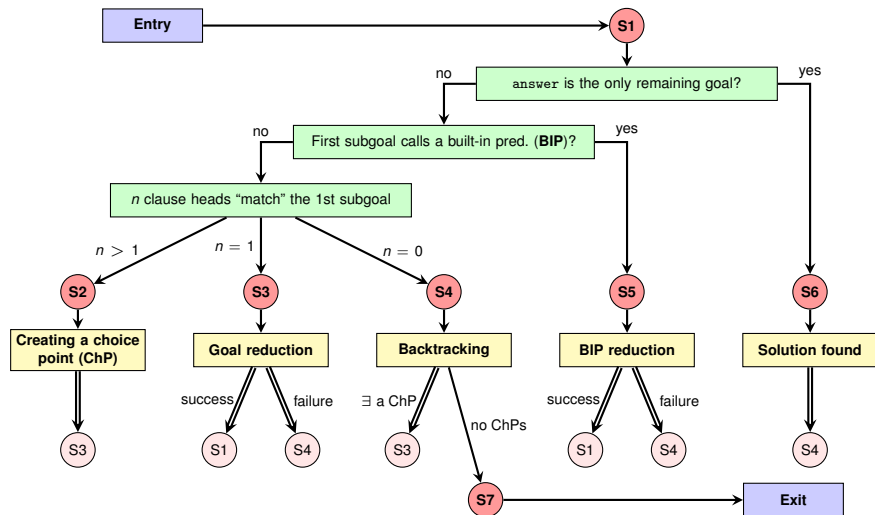 Entry
S1
answer is the only remaining goal?
no
yes
First subgoal calls a built-in pred. (BIP)?
no
yes
n clause heads “match” the 1st subgoal
n > 1
n = 1
n = 0
S2
S3
S4
S5
S6
Creating a choice
point (ChP)
Goal reduction
Backtracking
BIP reduction
Solution found
success
failure
∃ a ChP
no ChPs
success
failure
S3
S1
S4
S3
S1
S4
S4
S7
Exit